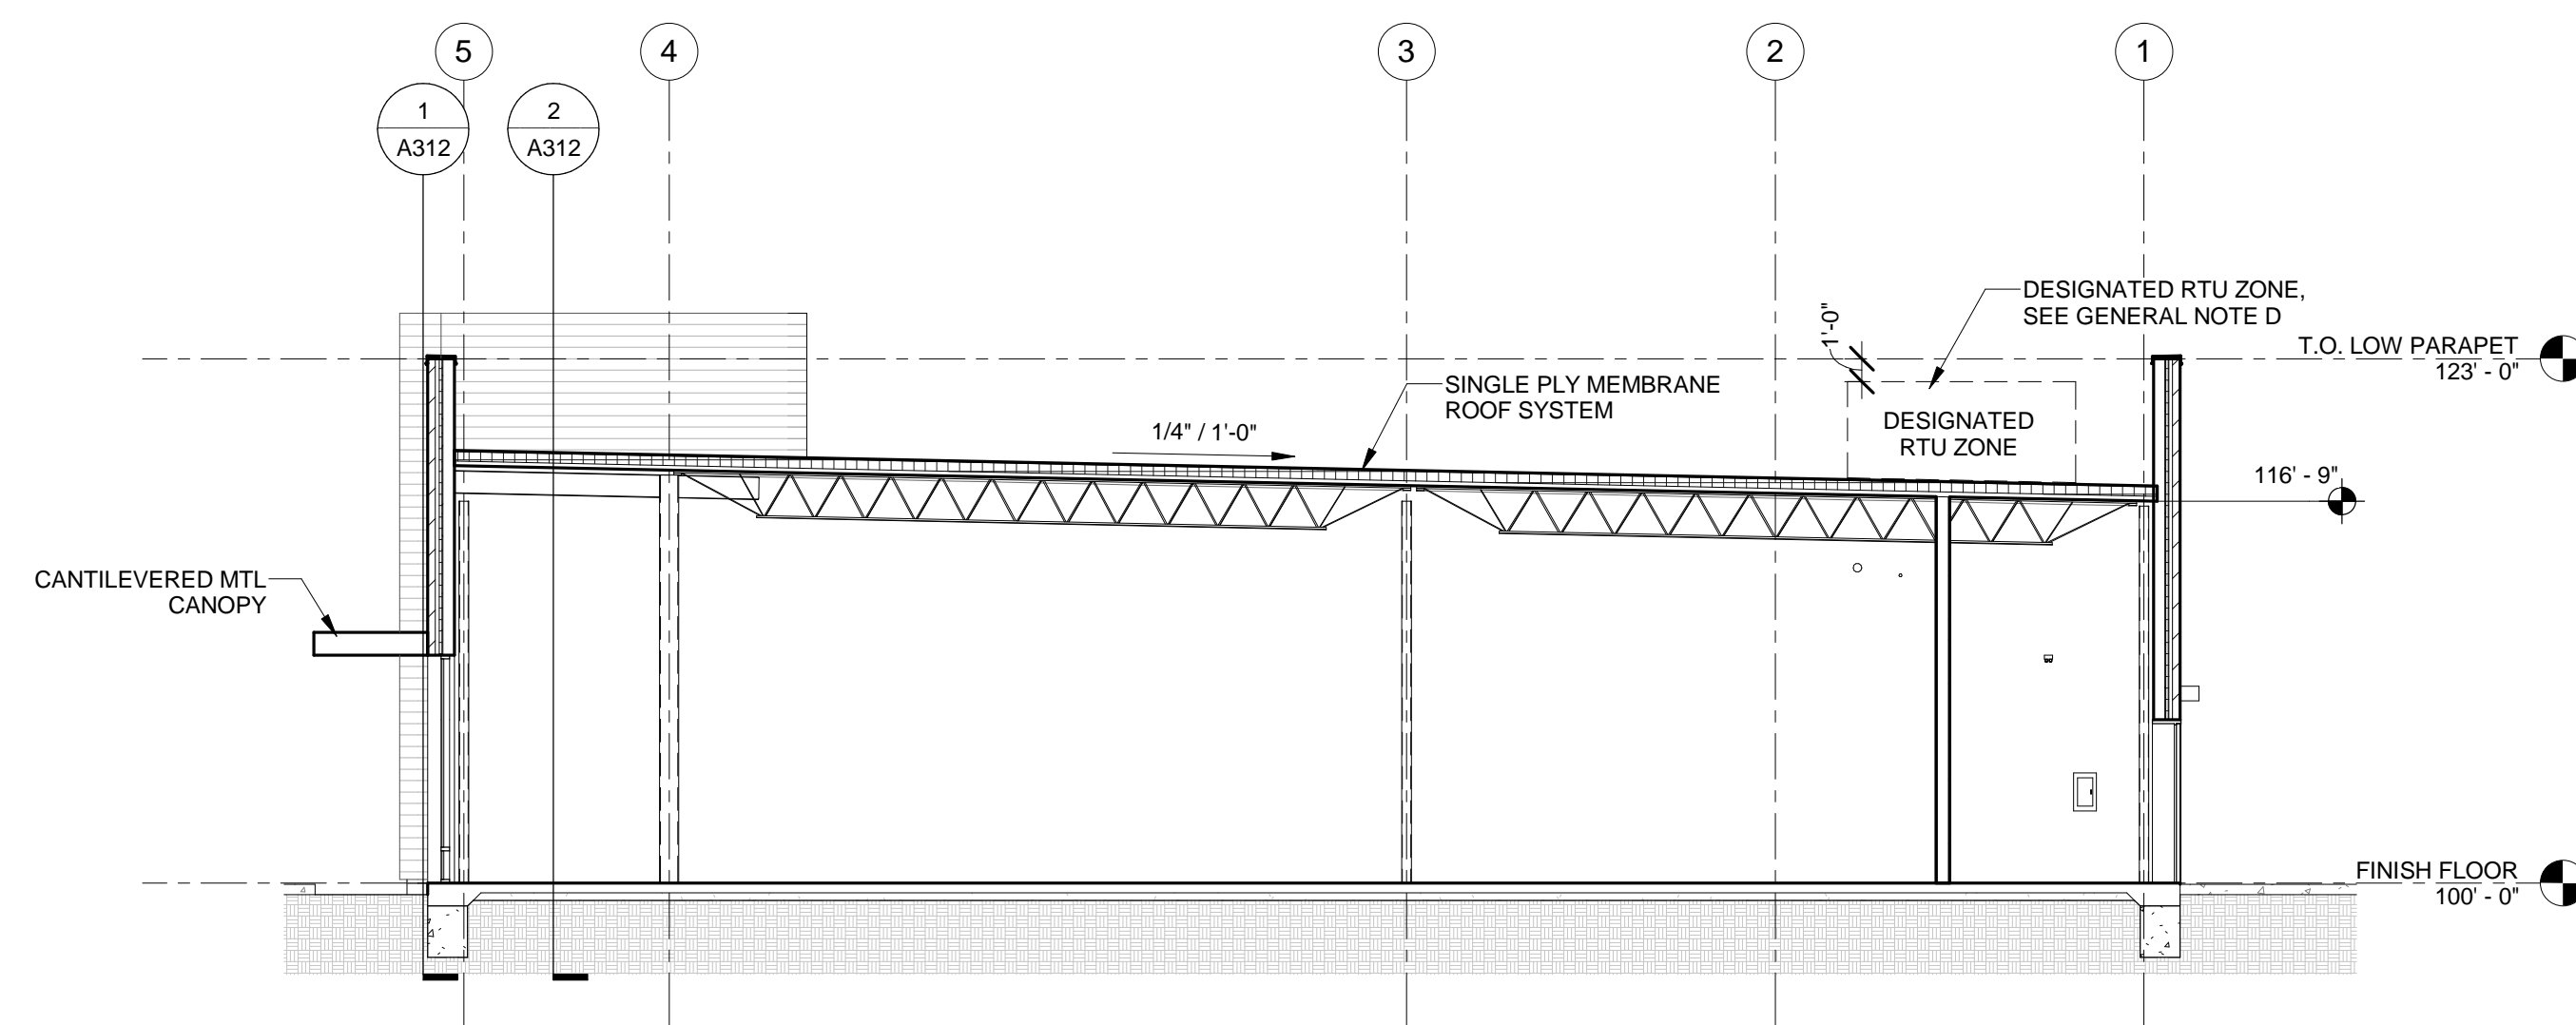 5
4
3
2
1
1
A312
2
A312
DESIGNATED RTU ZONE,
SEE GENERAL NOTE D
1'-0"
T.O. LOW PARAPET
123' - 0"
SINGLE PLY MEMBRANE
ROOF SYSTEM
1/4" / 1'-0"
DESIGNATED
RTU ZONE
116' - 9"
CANTILEVERED MTL
CANOPY
FINISH FLOOR
100' - 0"